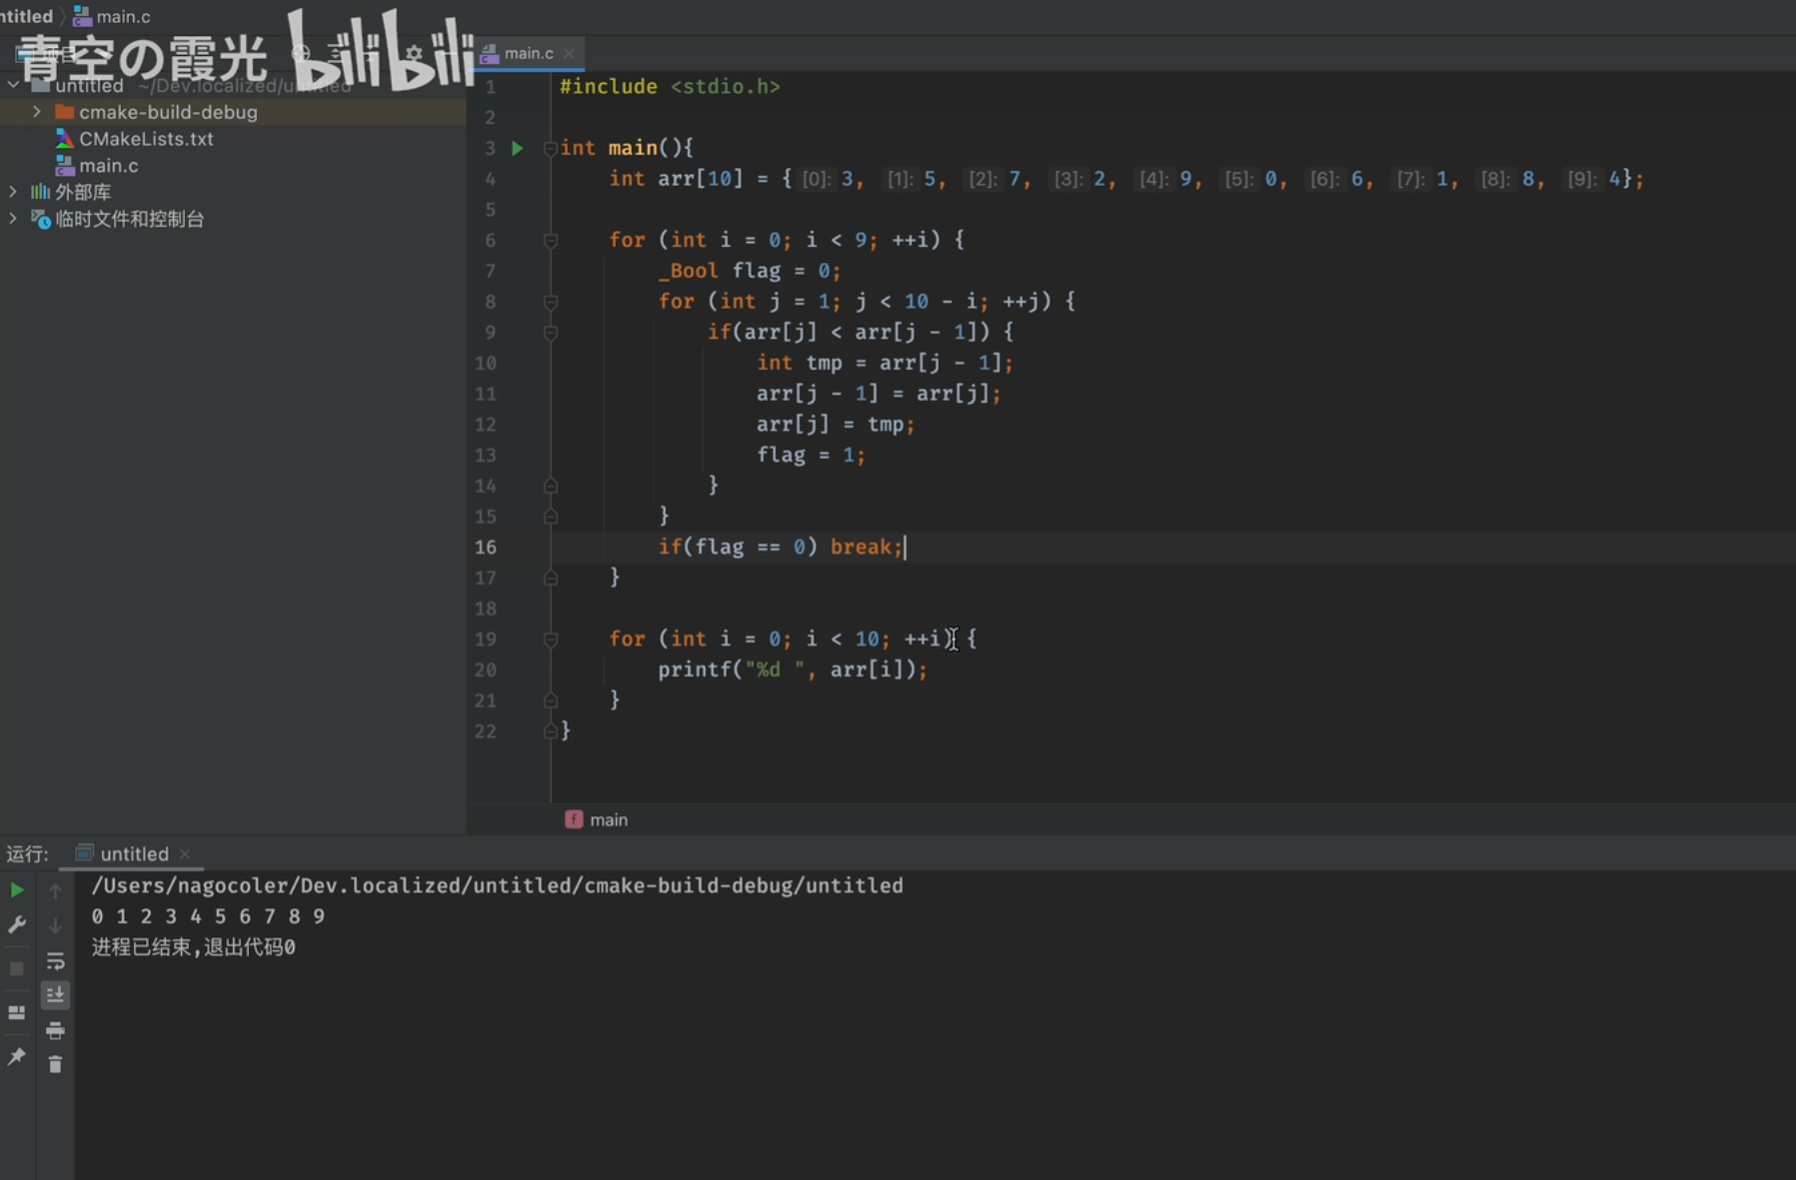 ntitled 〉 main.c
青空の霞光 bilibili
main.c
untitled ~/Dev.localized/untitled
cmake-build-debug
CMakeLists.txt
main.c
外部库
临时文件和控制台
1 #include <stdio.h>
2
3 int main(){
4 int arr[10] = { [0]: 3, [1]: 5, [2]: 7, [3]: 2, [4]: 9, [5]: 0, [6]: 6, [7]: 1, [8]: 8, [9]: 4};
5
6 for (int i = 0; i < 9; ++i) {
7 _Bool flag = 0;
8 for (int j = 1; j < 10 - i; ++j) {
9 if(arr[j] < arr[j - 1]) {
10 int tmp = arr[j - 1];
11 arr[j - 1] = arr[j];
12 arr[j] = tmp;
13 flag = 1;
14 }
15 }
16 if(flag == 0) break;
17 }
18
19 for (int i = 0; i < 10; ++i) {
20 printf("%d ", arr[i]);
21 }
22 }
f main
运行: untitled
/Users/nagocoler/Dev.localized/untitled/cmake-build-debug/untitled
0 1 2 3 4 5 6 7 8 9
进程已结束,退出代码0